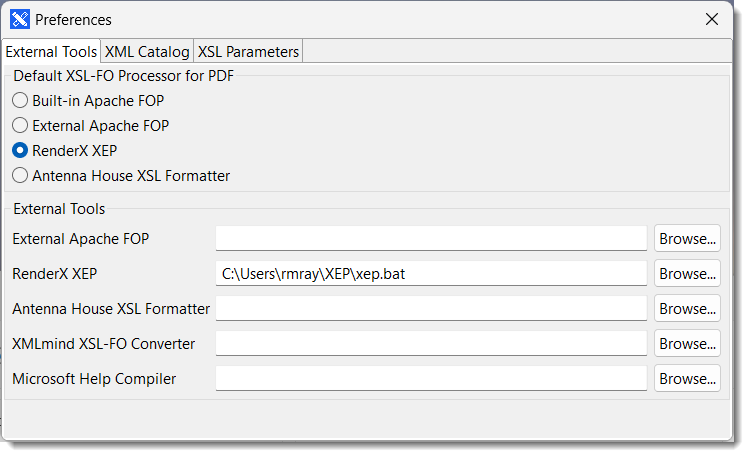 Preferences
External Tools XML Catalog XSL Parameters
Default XSL-FO Processor for PDF
Built-in Apache FOP
External Apache FOP
RenderX XEP
Antenna House XSL Formatter
External Tools
External Apache FOP Browse...
RenderX XEP C:\Users\rmray\XEP\xep.bat Browse...
Antenna House XSL Formatter Browse...
XMLmind XSL-FO Converter Browse...
Microsoft Help Compiler Browse...